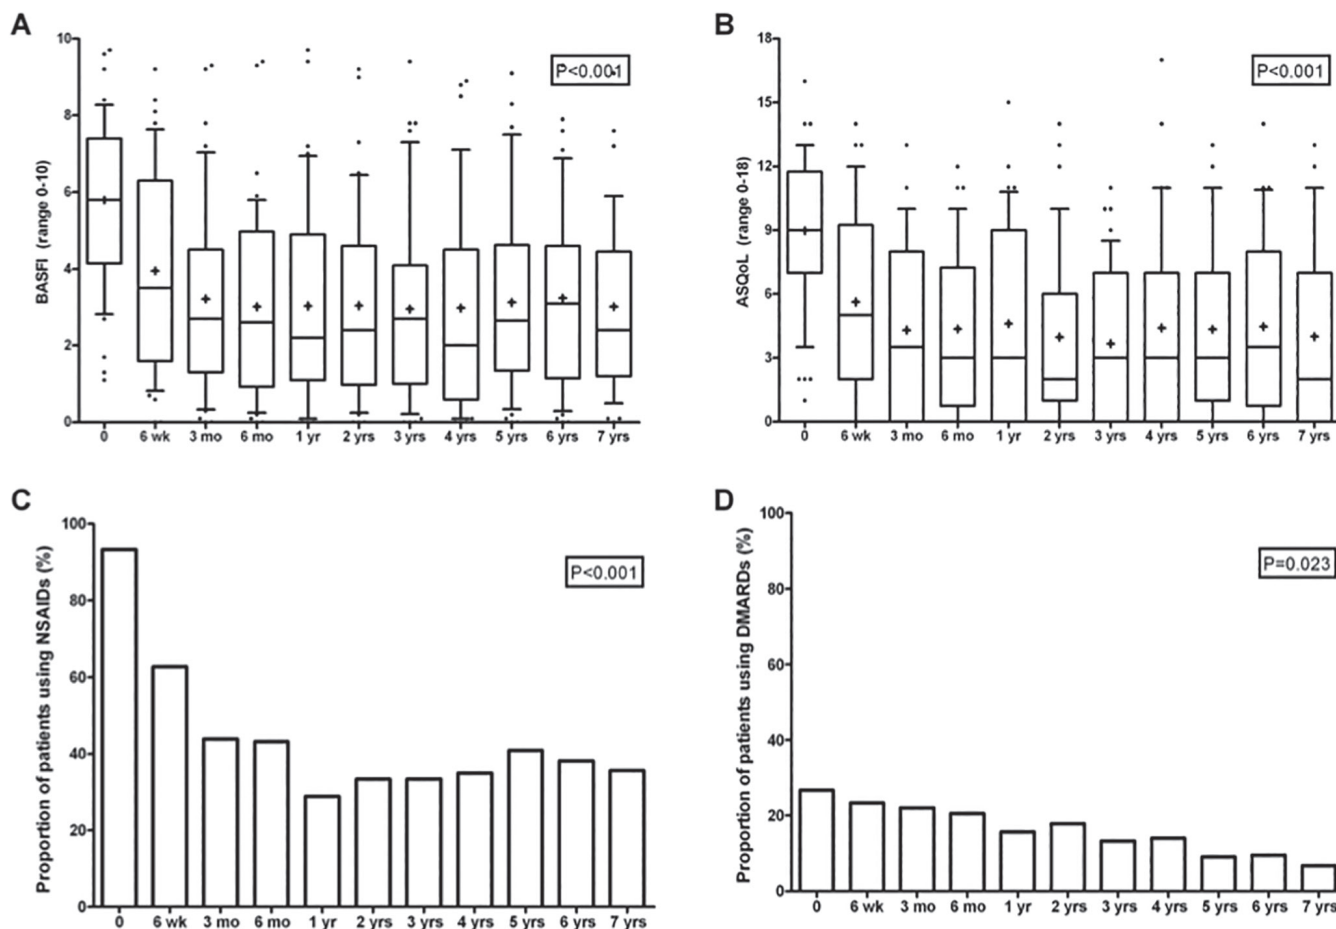 A
BASFI (range 0-10)
10
8
6
4
2
0
P<0.001
0 6 wk 3 mo 6 mo 1 yr 2 yrs 3 yrs 4 yrs 5 yrs 6 yrs 7 yrs
B
ASQoL (range 0-18)
18
15
12
9
6
3
0
P<0.001
0 6 wk 3 mo 6 mo 1 yr 2 yrs 3 yrs 4 yrs 5 yrs 6 yrs 7 yrs
C
Proportion of patients using NSAIDs (%)
100
80
60
40
20
0
P<0.001
0 6 wk 3 mo 6 mo 1 yr 2 yrs 3 yrs 4 yrs 5 yrs 6 yrs 7 yrs
D
Proportion of patients using DMARDs (%)
100
80
60
40
20
0
P=0.023
0 6 wk 3 mo 6 mo 1 yr 2 yrs 3 yrs 4 yrs 5 yrs 6 yrs 7 yrs